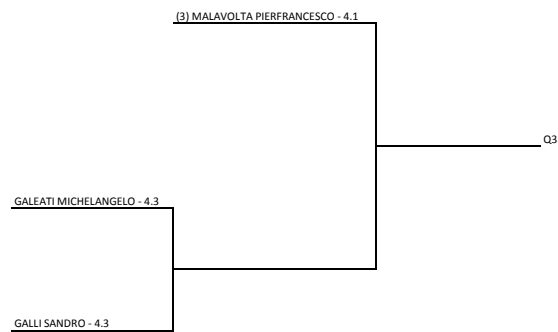 (3) MALAVOLTA PIERFRANCESCO - 4.1
Q3
GALEATI MICHELANGELO - 4.3
GALLI SANDRO - 4.3